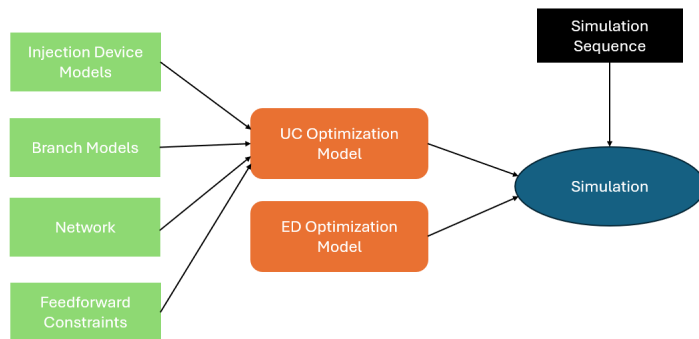 Injection Device
Models
Branch Models
Network
Feedforward
Constraints
UC Optimization
Model
ED Optimization
Model
Simulation
Sequence
Simulation